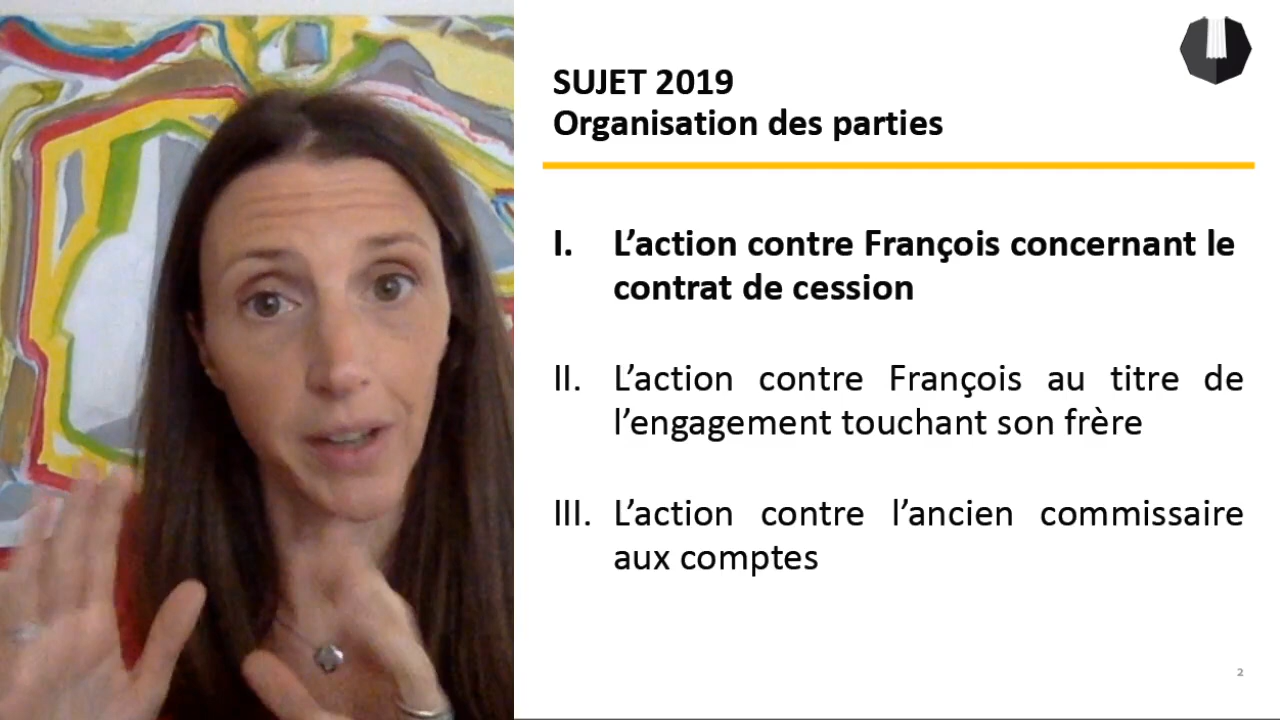 SUJET 2019
Organisation des parties
I. L’action contre François concernant le
contrat de cession
II. L’action contre François au titre de
l’engagement touchant son frère
III. L’action contre l’ancien commissaire
aux comptes
2